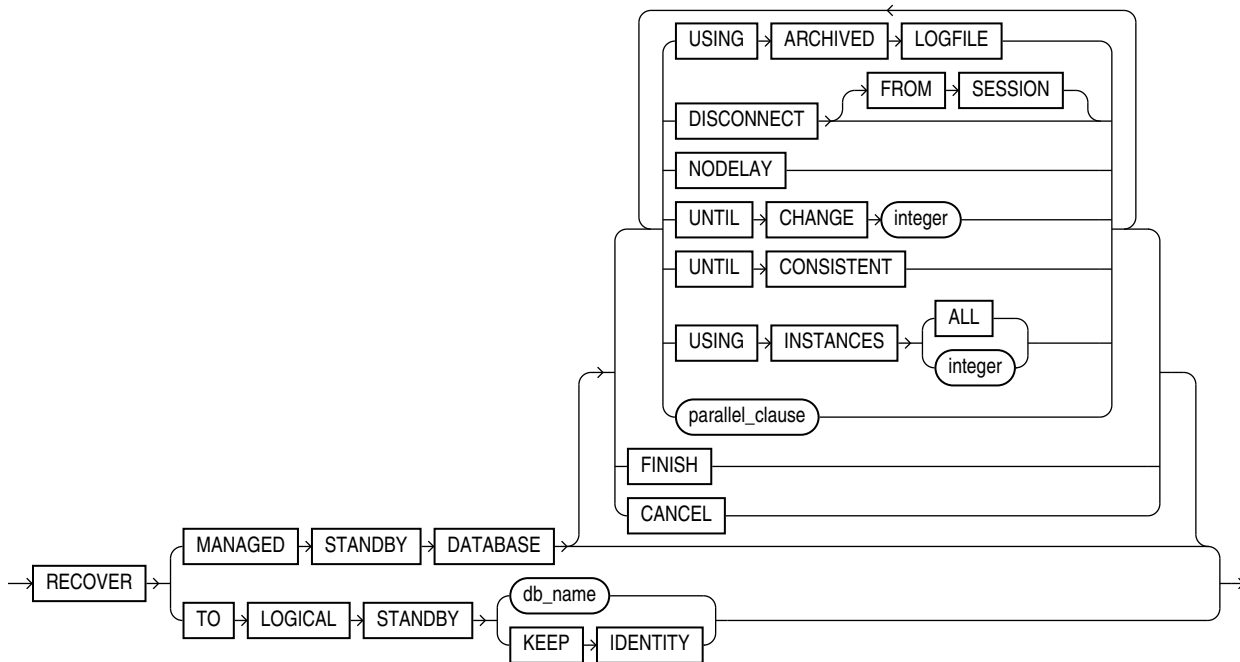 USING ARCHIVED LOGFILE
FROM SESSION
DISCONNECT
NODELAY
UNTIL CHANGE integer
UNTIL CONSISTENT
ALL
USING INSTANCES
integer
parallel_clause
FINISH
CANCEL
MANAGED STANDBY DATABASE
RECOVER
db_name
TO LOGICAL STANDBY
KEEP IDENTITY